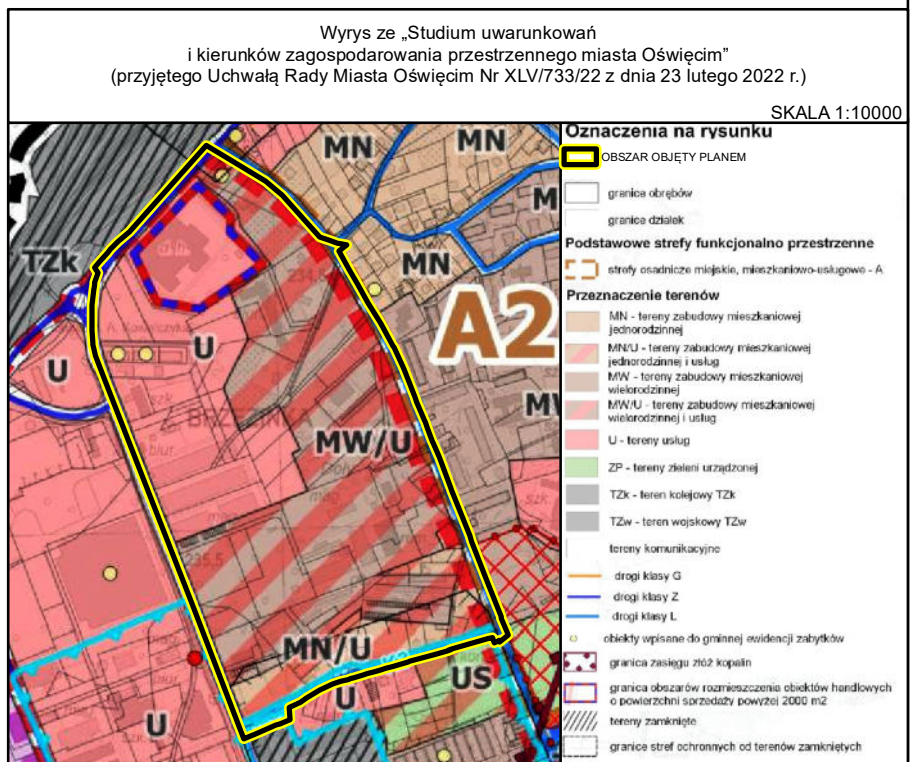 Wyrys ze „Studium uwarunkowań
i kierunków zagospodarowania przestrzennego miasta Oświęcim”
(przyjętego Uchwałą Rady Miasta Oświęcim Nr XLV/733/22 z dnia 23 lutego 2022 r.)
SKALA 1:10000
Oznaczenia na rysunku
OBSZAR OBJĘTY PLANEM
granice obrębów
granice działek
Podstawowe strefy funkcjonalno przestrzenne
strefy osadnicze miejskie, mieszkaniowo-usługowe - A
Przeznaczenie terenów
MN - tereny zabudowy mieszkaniowej
jednorodzinnej
MN/U - tereny zabudowy mieszkaniowej
jednorodzinnej i usług
MW - tereny zabudowy mieszkaniowej
wielorodzinnej
MW/U - tereny zabudowy mieszkaniowej
wielorodzinnej i usług
U - tereny usług
ZP - tereny zieleni urządzonej
TZk - teren kolejowy TZk
TZw - teren wojskowy TZw
tereny komunikacyjne
drogi klasy G
drogi klasy Z
drogi klasy L
obiekty wpisane do gminnej ewidencji zabytków
granica zasięgu złóż kopalin
granica obszarów rozmieszczenia obiektów handlowych
o powierzchni sprzedaży powyżej 2000 m2
tereny zamknięte
granice stref ochronnych od terenów zamkniętych
MN
MN
TZk
MN
A2
U
U
MW/U
235,5
MN/U
U
US
U